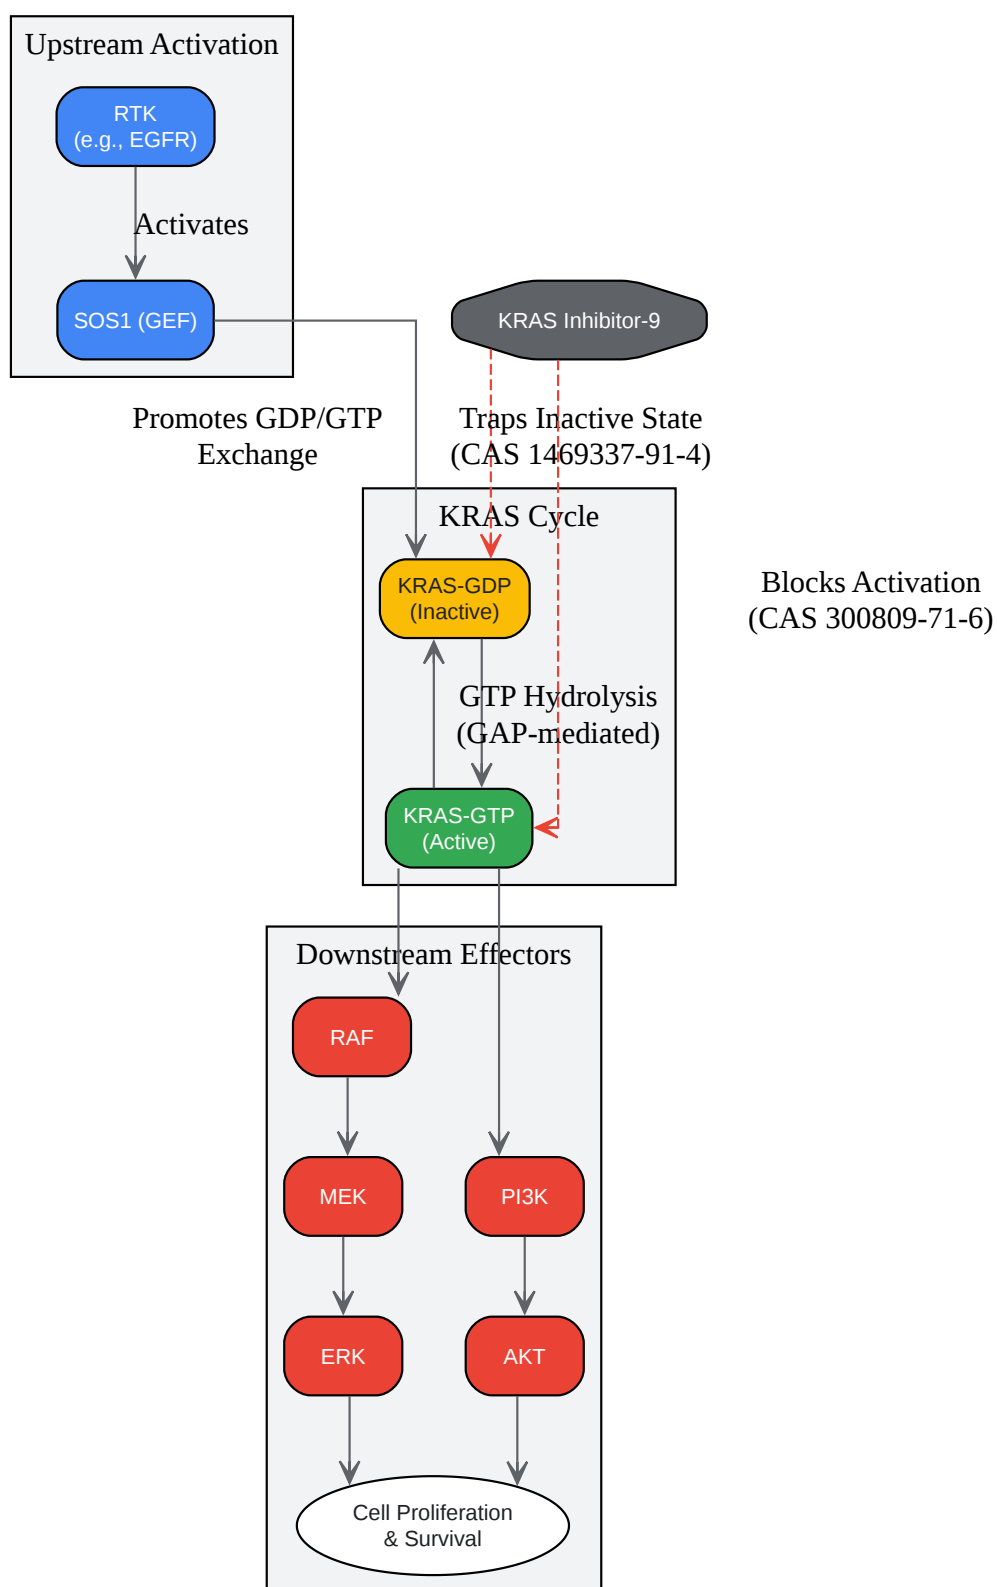 Upstream Activation
RTK
(e.g., EGFR)
Activates
SOS1 (GEF)
KRAS Inhibitor-9
Promotes GDP/GTP
Exchange
Traps Inactive State
(CAS 1469337-91-4)
KRAS Cycle
KRAS-GDP
(Inactive)
Blocks Activation
(CAS 300809-71-6)
GTP Hydrolysis
(GAP-mediated)
KRAS-GTP
(Active)
Downstream Effectors
RAF
MEK
PI3K
ERK
AKT
Cell Proliferation
& Survival